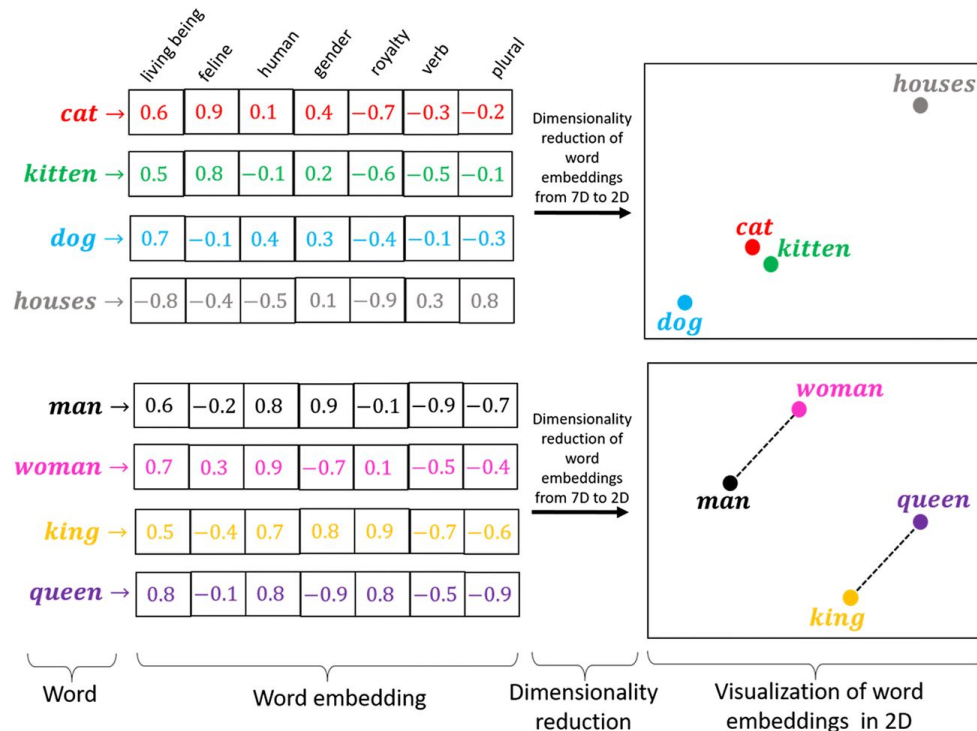 living being feline human gender royalty verb plural
cat → 0.6 0.9 0.1 0.4 −0.7 −0.3 −0.2
kitten → 0.5 0.8 −0.1 0.2 −0.6 −0.5 −0.1
dog → 0.7 −0.1 0.4 0.3 −0.4 −0.1 −0.3
houses → −0.8 −0.4 −0.5 0.1 −0.9 0.3 0.8
Dimensionality
reduction of
word
embeddings
from 7D to 2D
houses
cat
kitten
dog
man → 0.6 −0.2 0.8 0.9 −0.1 −0.9 −0.7
woman → 0.7 0.3 0.9 −0.7 0.1 −0.5 −0.4
king → 0.5 −0.4 0.7 0.8 0.9 −0.7 −0.6
queen → 0.8 −0.1 0.8 −0.9 0.8 −0.5 −0.9
Dimensionality
reduction of
word
embeddings
from 7D to 2D
woman
man
queen
king
Word
Word embedding
Dimensionality
reduction
Visualization of word
embeddings in 2D